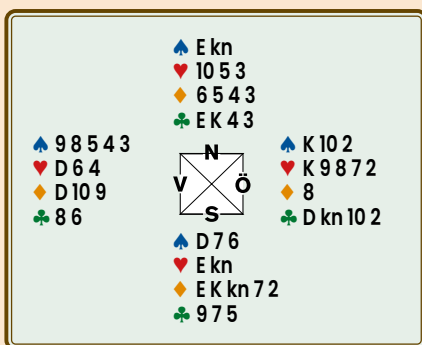 ♠ E kn
♥ 10 5 3
♦ 6 5 4 3
♣ E K 4 3
♠ 9 8 5 4 3
♥ D 6 4
♦ D 10 9
♣ 8 6
N
V Ö
S
♠ K 10 2
♥ K 9 8 7 2
♦ 8
♣ D kn 10 2
♠ D 7 6
♥ E kn
♦ E K kn 7 2
♣ 9 7 5